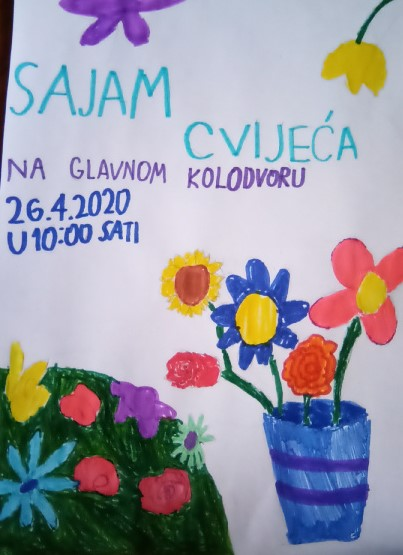 SAJAM
CVIJEĆA
NA GLAVNOM KOLODVORU
26.4.2020
U 10:00 SATI